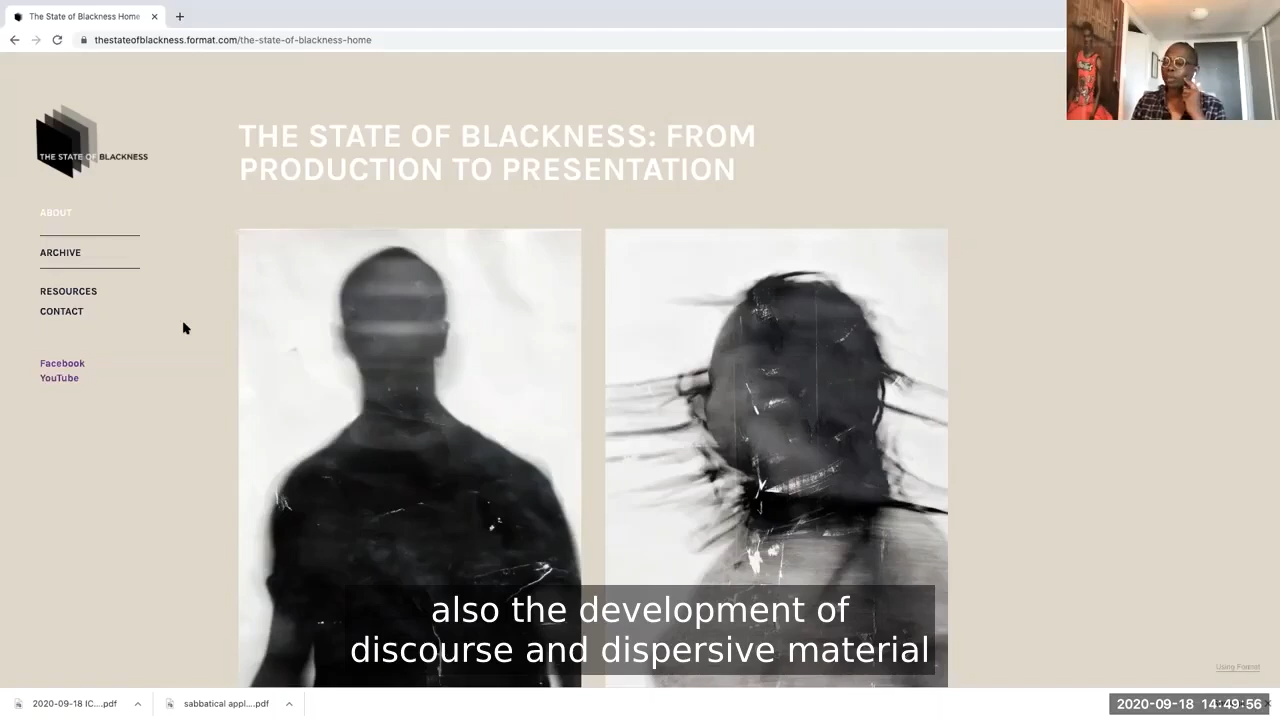 The State of Blackness Home
thestateofblackness.format.com/the-state-of-blackness-home
THE STATE OF BLACKNESS
THE STATE OF BLACKNESS: FROM
PRODUCTION TO PRESENTATION
ABOUT
ARCHIVE
RESOURCES
CONTACT
Facebook
YouTube
also the development of
discourse and dispersive material
Using Format
2020-09-18 IC....pdf
sabbatical appl....pdf
2020-09-18 14:49:56